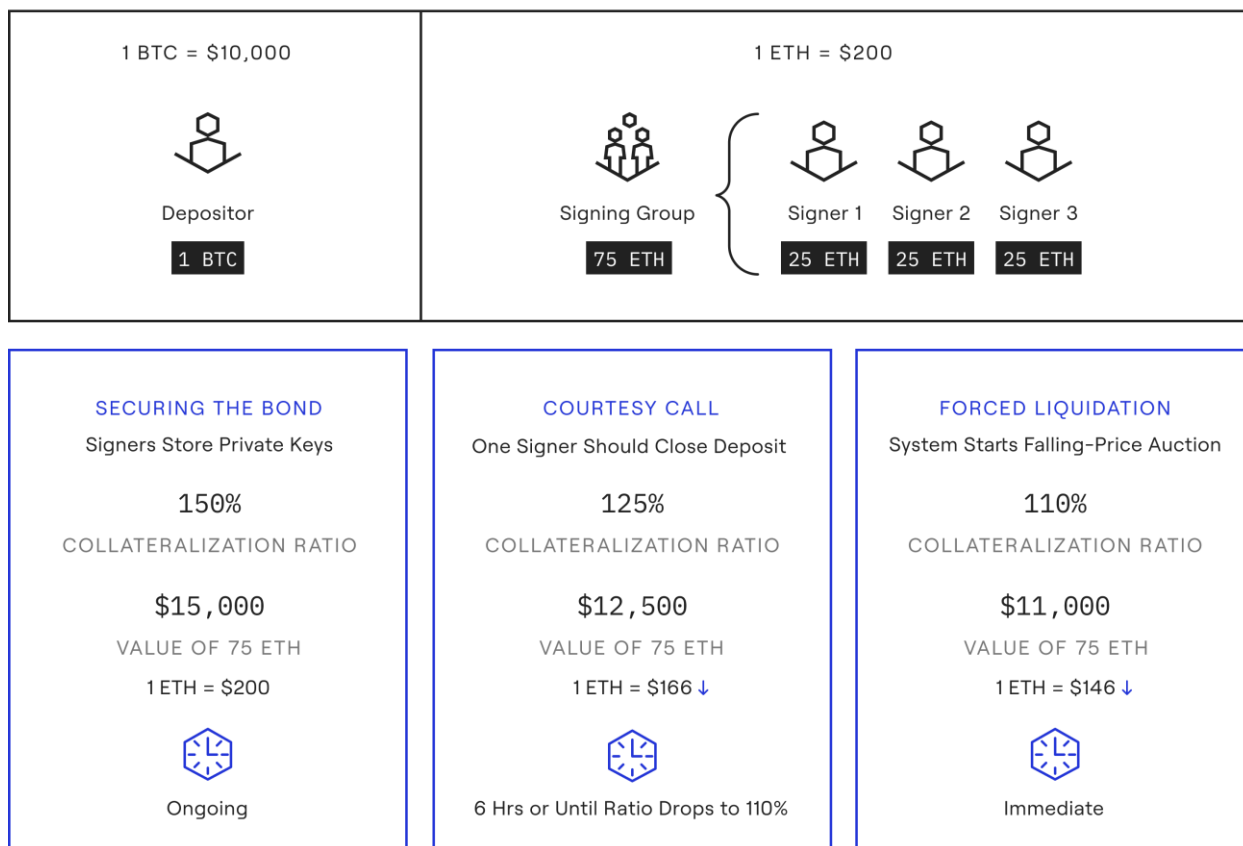 1 BTC = $10,000
Depositor
1 BTC
1 ETH = $200
Signing Group
75 ETH
Signer 1
25 ETH
Signer 2
25 ETH
Signer 3
25 ETH
SECURING THE BOND
Signers Store Private Keys
150%
COLLATERALIZATION RATIO
$15,000
VALUE OF 75 ETH
1 ETH = $200
Ongoing
COURTESY CALL
One Signer Should Close Deposit
125%
COLLATERALIZATION RATIO
$12,500
VALUE OF 75 ETH
1 ETH = $166 ↓
6 Hrs or Until Ratio Drops to 110%
FORCED LIQUIDATION
System Starts Falling-Price Auction
110%
COLLATERALIZATION RATIO
$11,000
VALUE OF 75 ETH
1 ETH = $146 ↓
Immediate